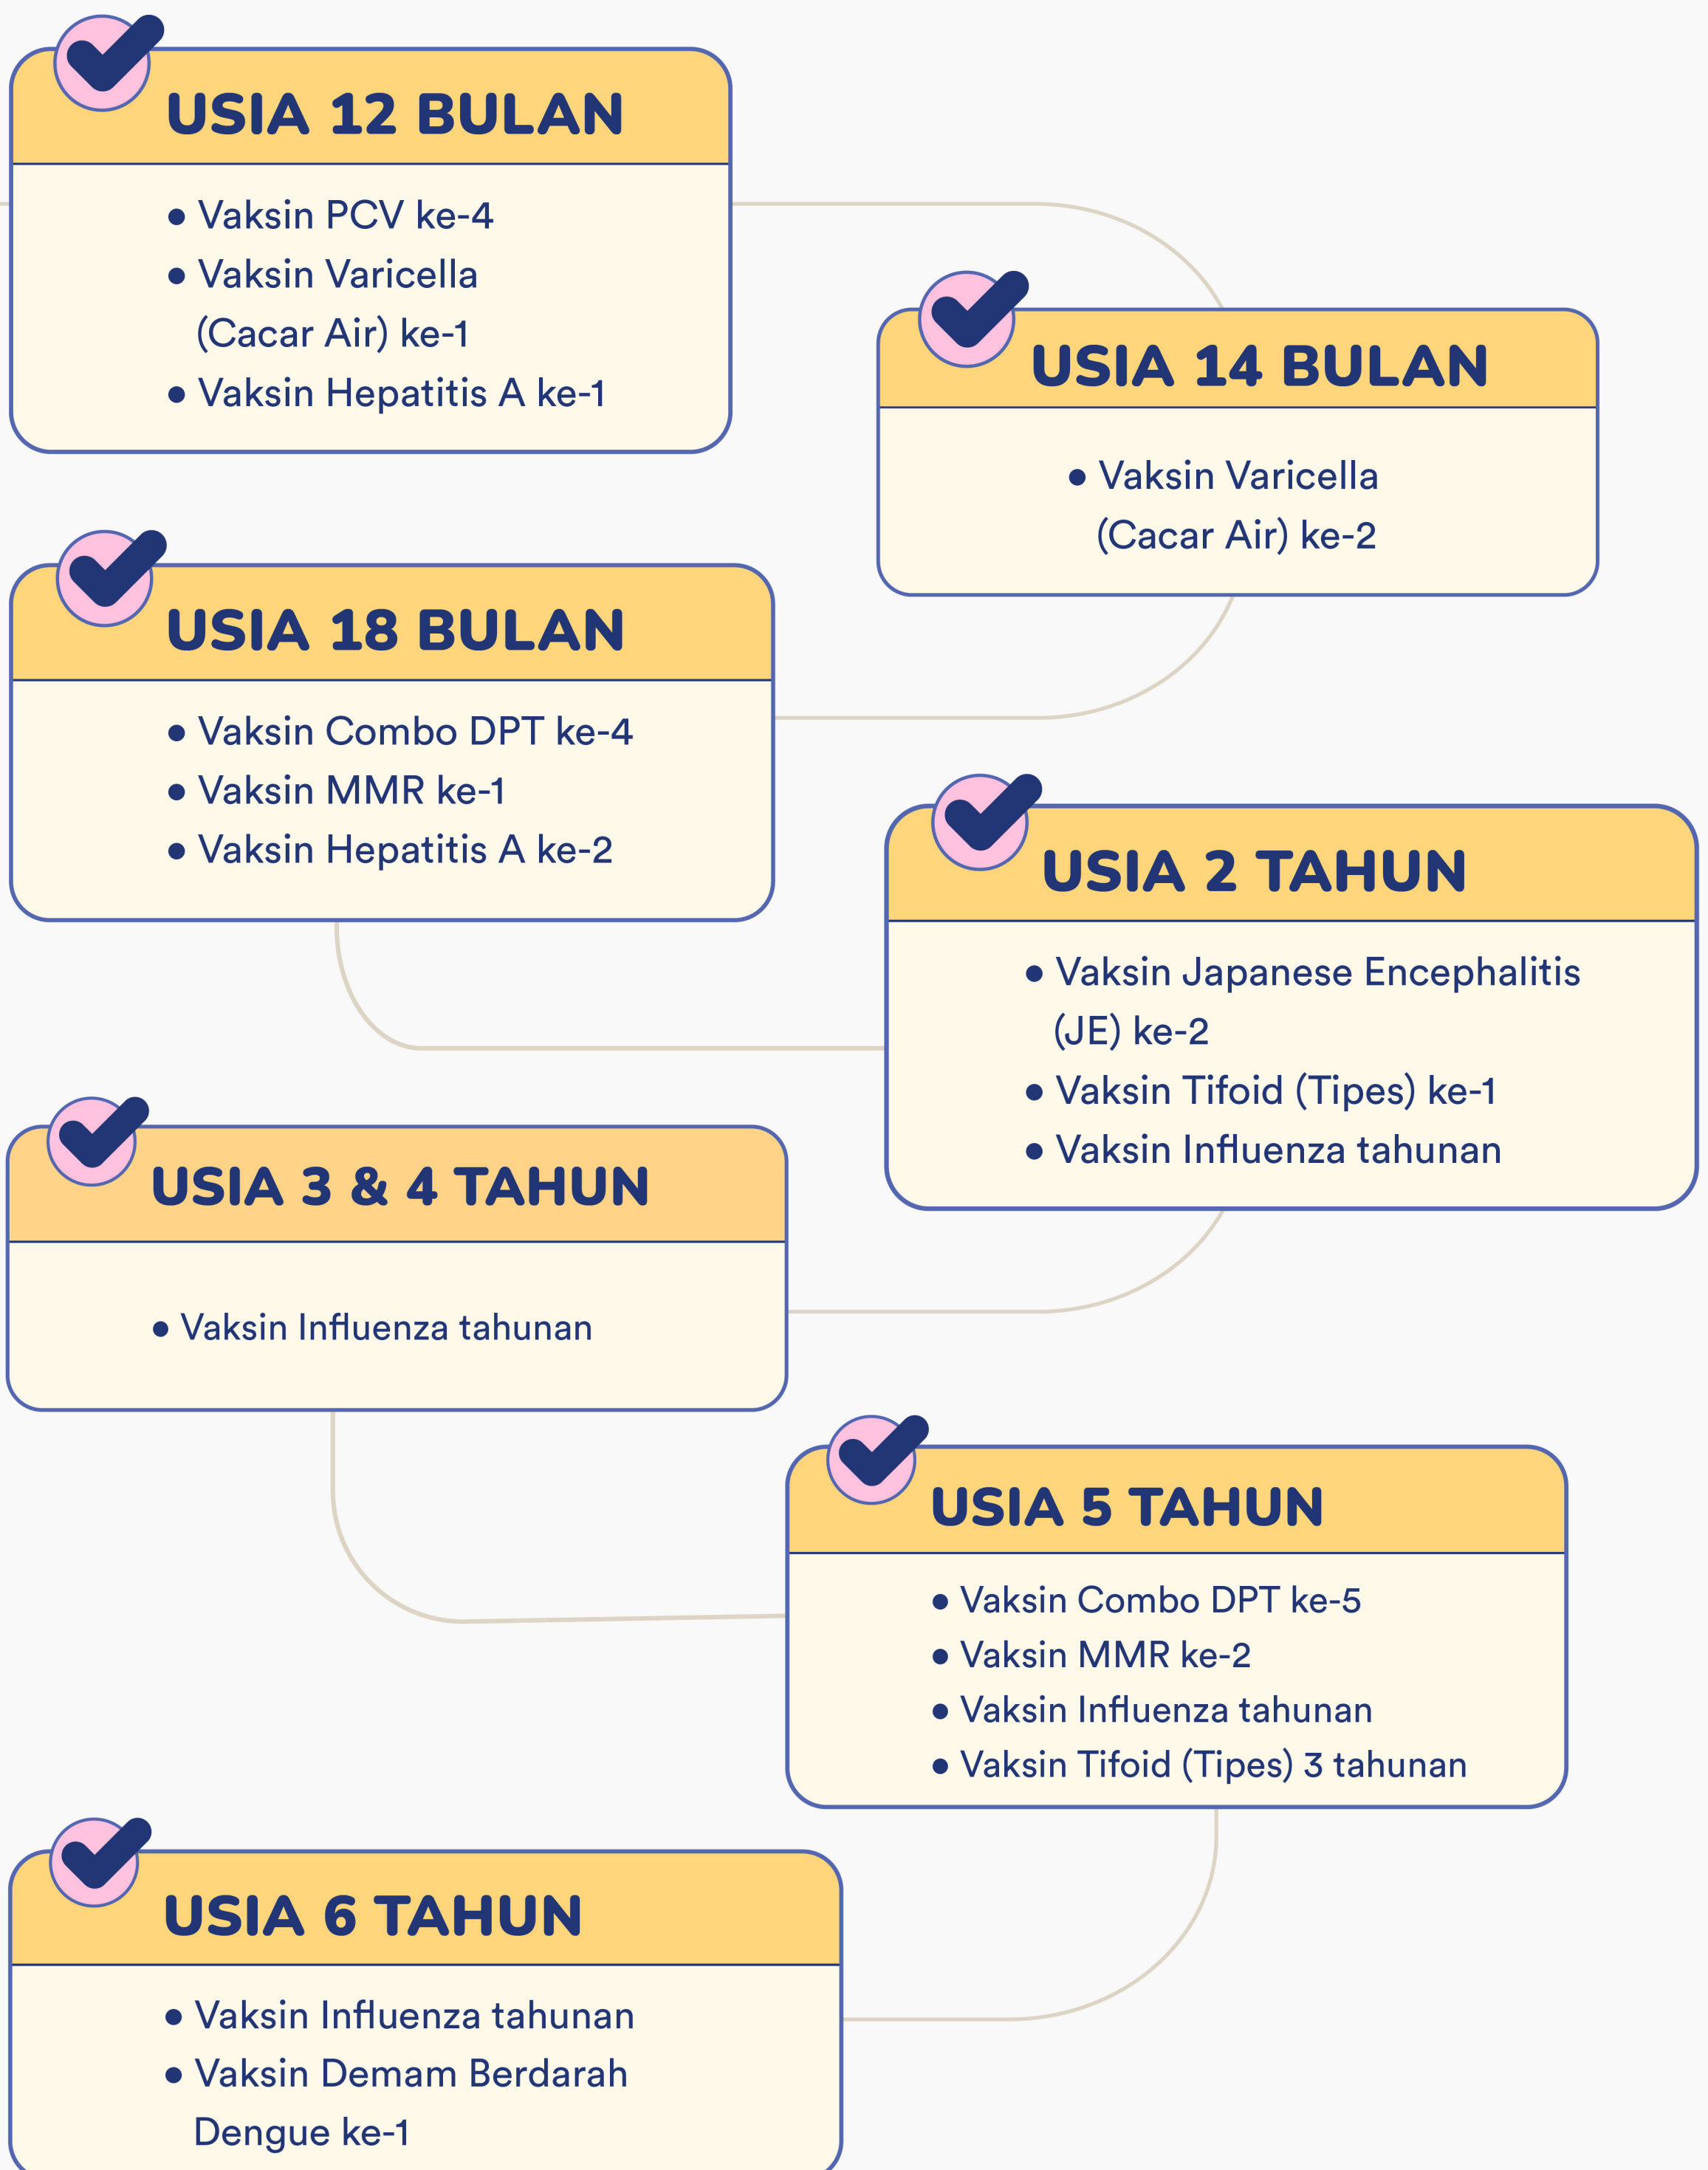 USIA 12 BULAN
Vaksin PCV ke-4
Vaksin Varicella
(Cacar Air) ke-1
Vaksin Hepatitis A ke-1
USIA 14 BULAN
Vaksin Varicella
(Cacar Air) ke-2
USIA 18 BULAN
Vaksin Combo DPT ke-4
Vaksin MMR ke-1
Vaksin Hepatitis A ke-2
USIA 2 TAHUN
Vaksin Japanese Encephalitis
(JE) ke-2
Vaksin Tifoid (Tipes) ke-1
Vaksin Influenza tahunan
USIA 3 & 4 TAHUN
Vaksin Influenza tahunan
USIA 5 TAHUN
Vaksin Combo DPT ke-5
Vaksin MMR ke-2
Vaksin Influenza tahunan
Vaksin Tifoid (Tipes) 3 tahunan
USIA 6 TAHUN
Vaksin Influenza tahunan
Vaksin Demam Berdarah
Dengue ke-1